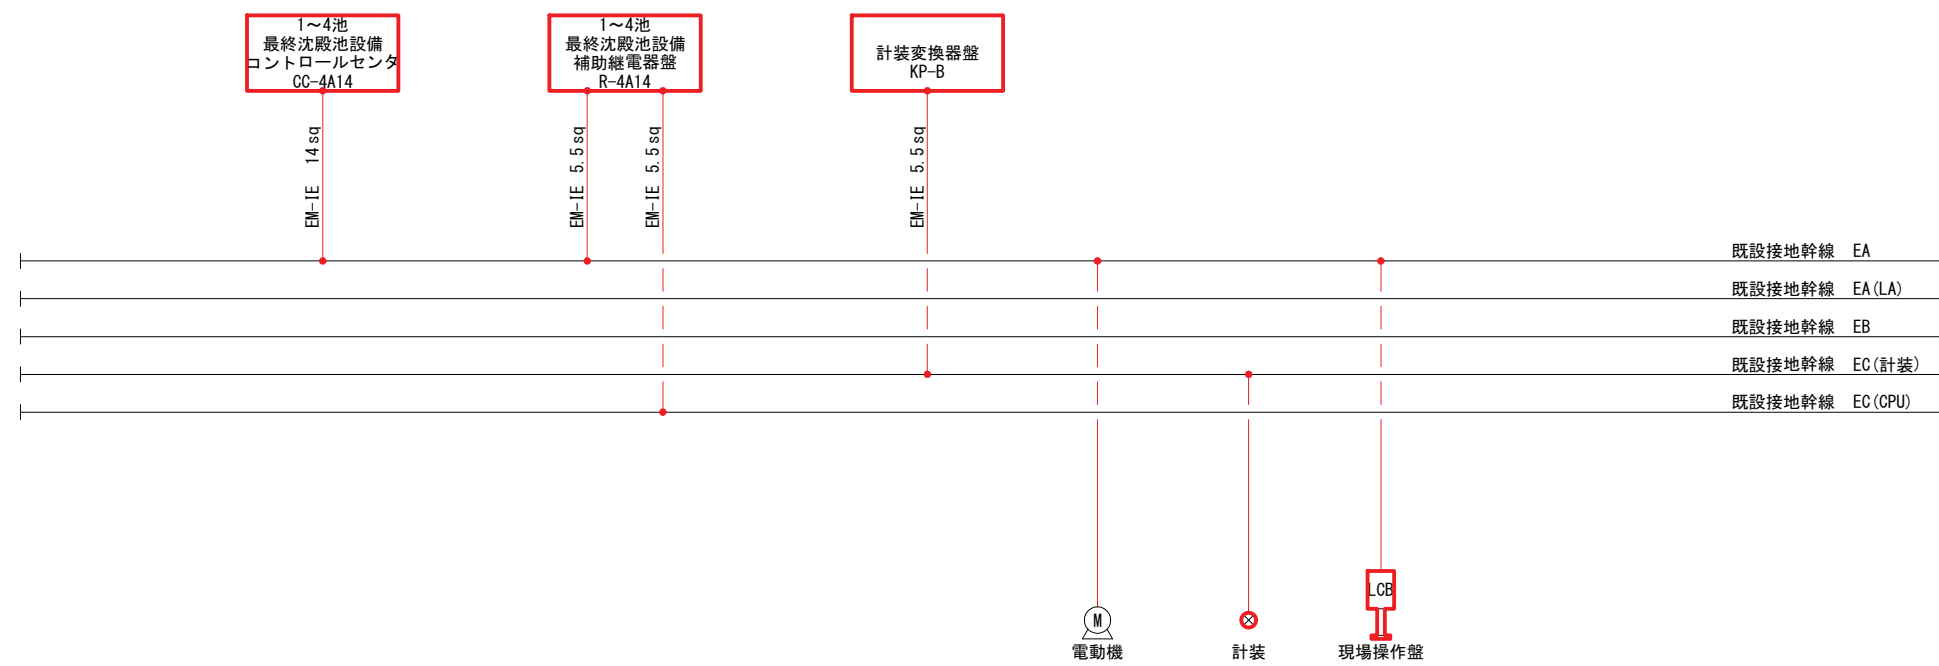 1～4池
最終沈殿池設備
コントロールセンタ
CC-4A14
1～4池
最終沈殿池設備
補助継電器盤
R-4A14
計装変換器盤
KP-B
EM-IE 14sq
EM-IE 5.5sq
EM-IE 5.5sq
EM-IE 5.5sq
既設接地幹線 EA
既設接地幹線 EA(LA)
既設接地幹線 EB
既設接地幹線 EC(計装)
既設接地幹線 EC(CPU)
M
電動機
計装
LCB
現場操作盤